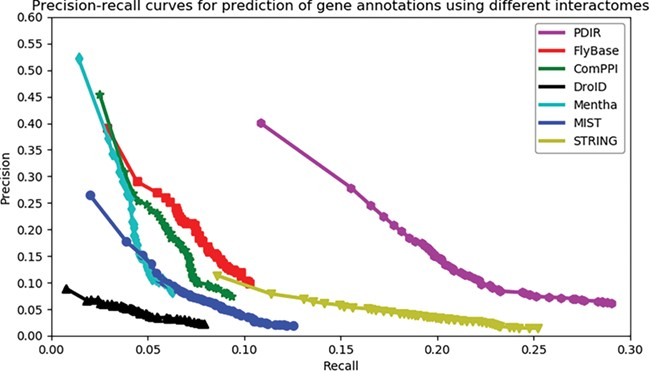 Precision-recall curves for prediction of gene annotations using different interactomes
0.60
0.55
0.50
0.45
0.40
0.35
0.30
0.25
0.20
0.15
0.10
0.05
0.00
Precision
PDIR
FlyBase
ComPPI
DroID
Mentha
MIST
STRING
0.00 0.05 0.10 0.15 0.20 0.25 0.30
Recall